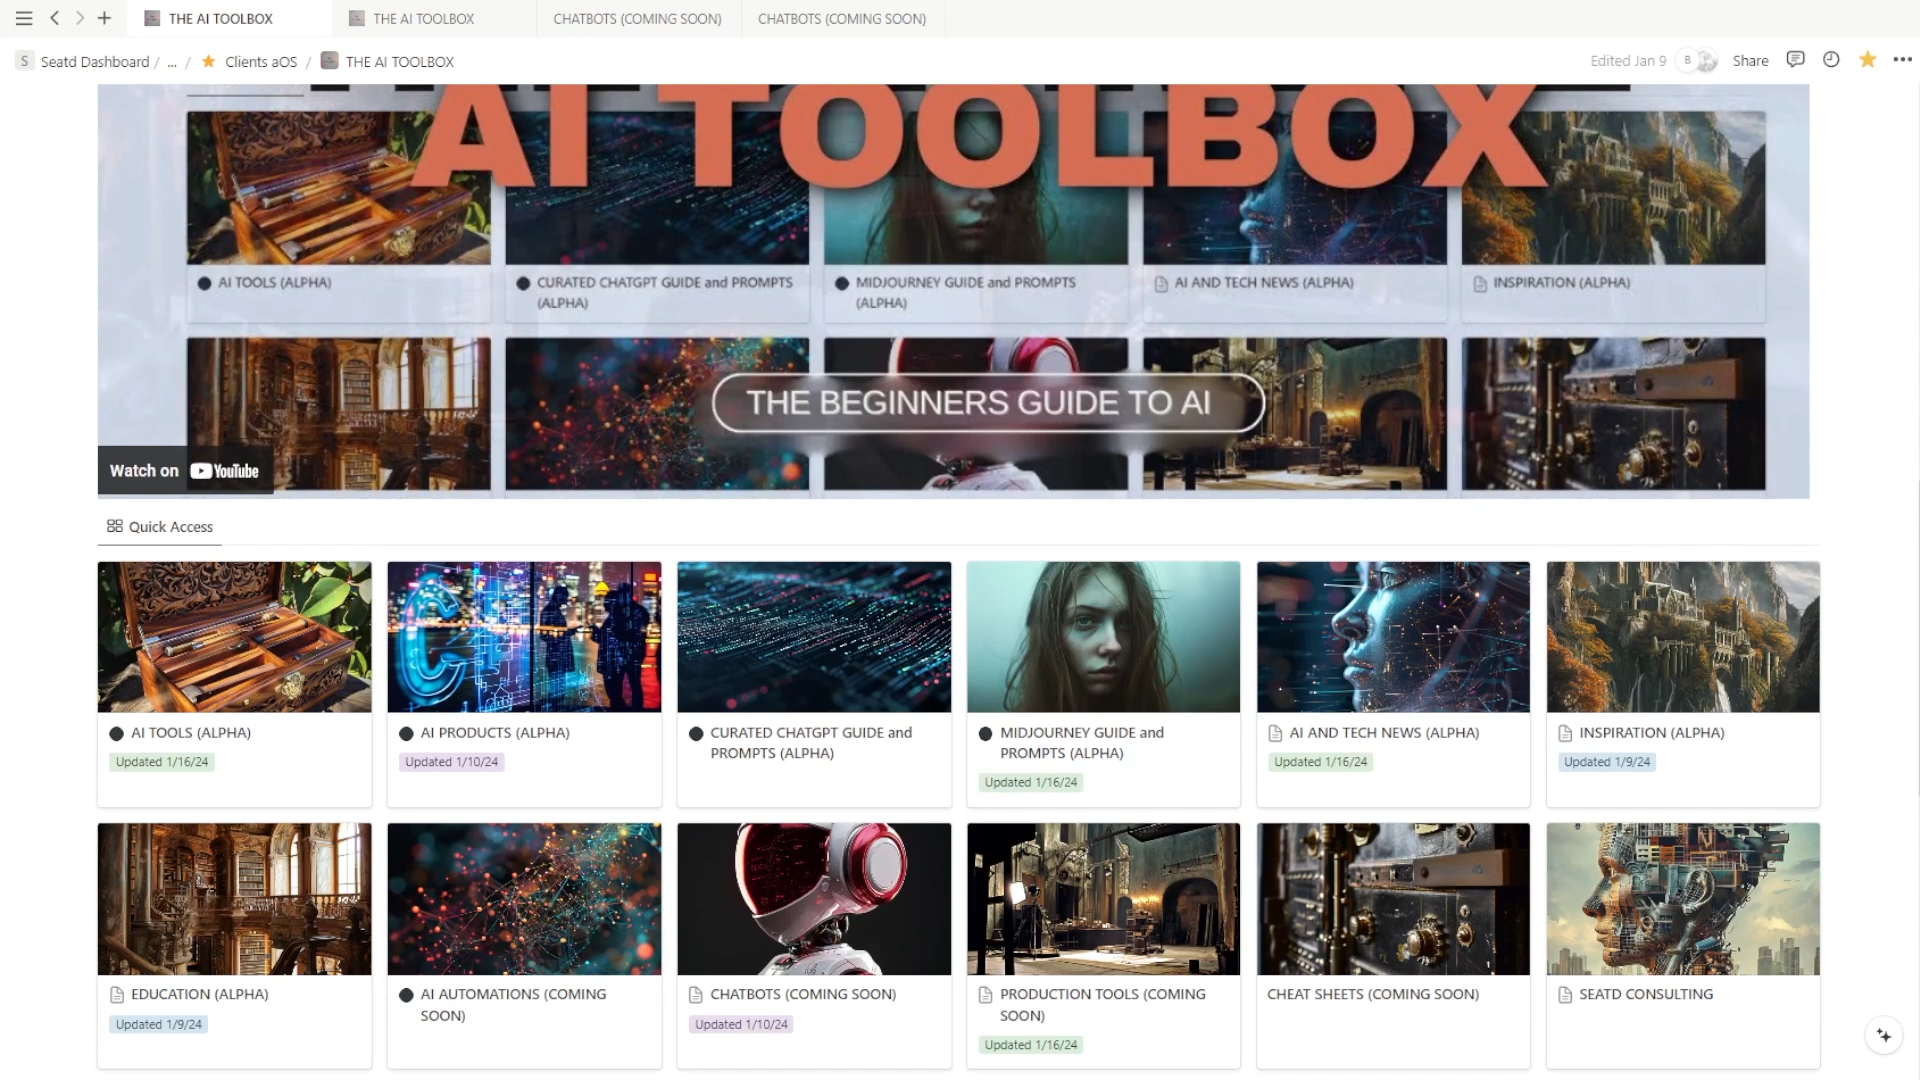 THE AI TOOLBOX
THE AI TOOLBOX
CHATBOTS (COMING SOON)
CHATBOTS (COMING SOON)
S Seatd Dashboard / ... / Clients aOS / THE AI TOOLBOX
Edited Jan 9 B Share
AI TOOLBOX
AI TOOLS (ALPHA)
CURATED CHATGPT GUIDE and PROMPTS
(ALPHA)
MIDJOURNEY GUIDE and PROMPTS
(ALPHA)
AI AND TECH NEWS (ALPHA)
INSPIRATION (ALPHA)
THE BEGINNERS GUIDE TO AI
Watch on YouTube
Quick Access
AI TOOLS (ALPHA)
Updated 1/16/24
AI PRODUCTS (ALPHA)
Updated 1/10/24
CURATED CHATGPT GUIDE and
PROMPTS (ALPHA)
MIDJOURNEY GUIDE and
PROMPTS (ALPHA)
Updated 1/16/24
AI AND TECH NEWS (ALPHA)
Updated 1/16/24
INSPIRATION (ALPHA)
Updated 1/9/24
EDUCATION (ALPHA)
Updated 1/9/24
AI AUTOMATIONS (COMING
SOON)
CHATBOTS (COMING SOON)
Updated 1/10/24
PRODUCTION TOOLS (COMING
SOON)
Updated 1/16/24
CHEAT SHEETS (COMING SOON)
SEATD CONSULTING